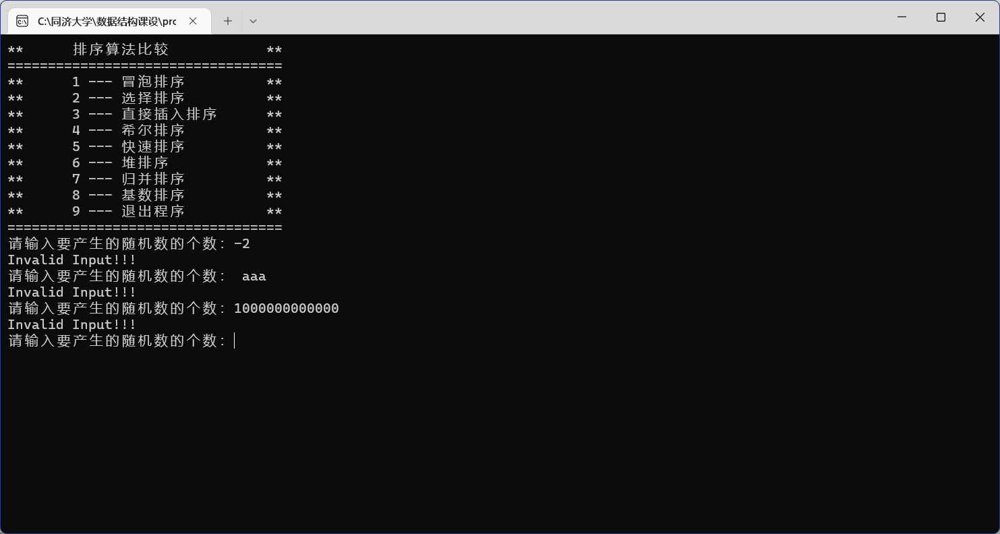 C:\同济大学\数据结构课设\prc
**      排序算法比较            **
==================================
**      1 --- 冒泡排序          **
**      2 --- 选择排序          **
**      3 --- 直接插入排序      **
**      4 --- 希尔排序          **
**      5 --- 快速排序          **
**      6 --- 堆排序            **
**      7 --- 归并排序          **
**      8 --- 基数排序          **
**      9 --- 退出程序          **
==================================
请输入要产生的随机数的个数：-2
Invalid Input!!!
请输入要产生的随机数的个数： aaa
Invalid Input!!!
请输入要产生的随机数的个数：1000000000000
Invalid Input!!!
请输入要产生的随机数的个数：